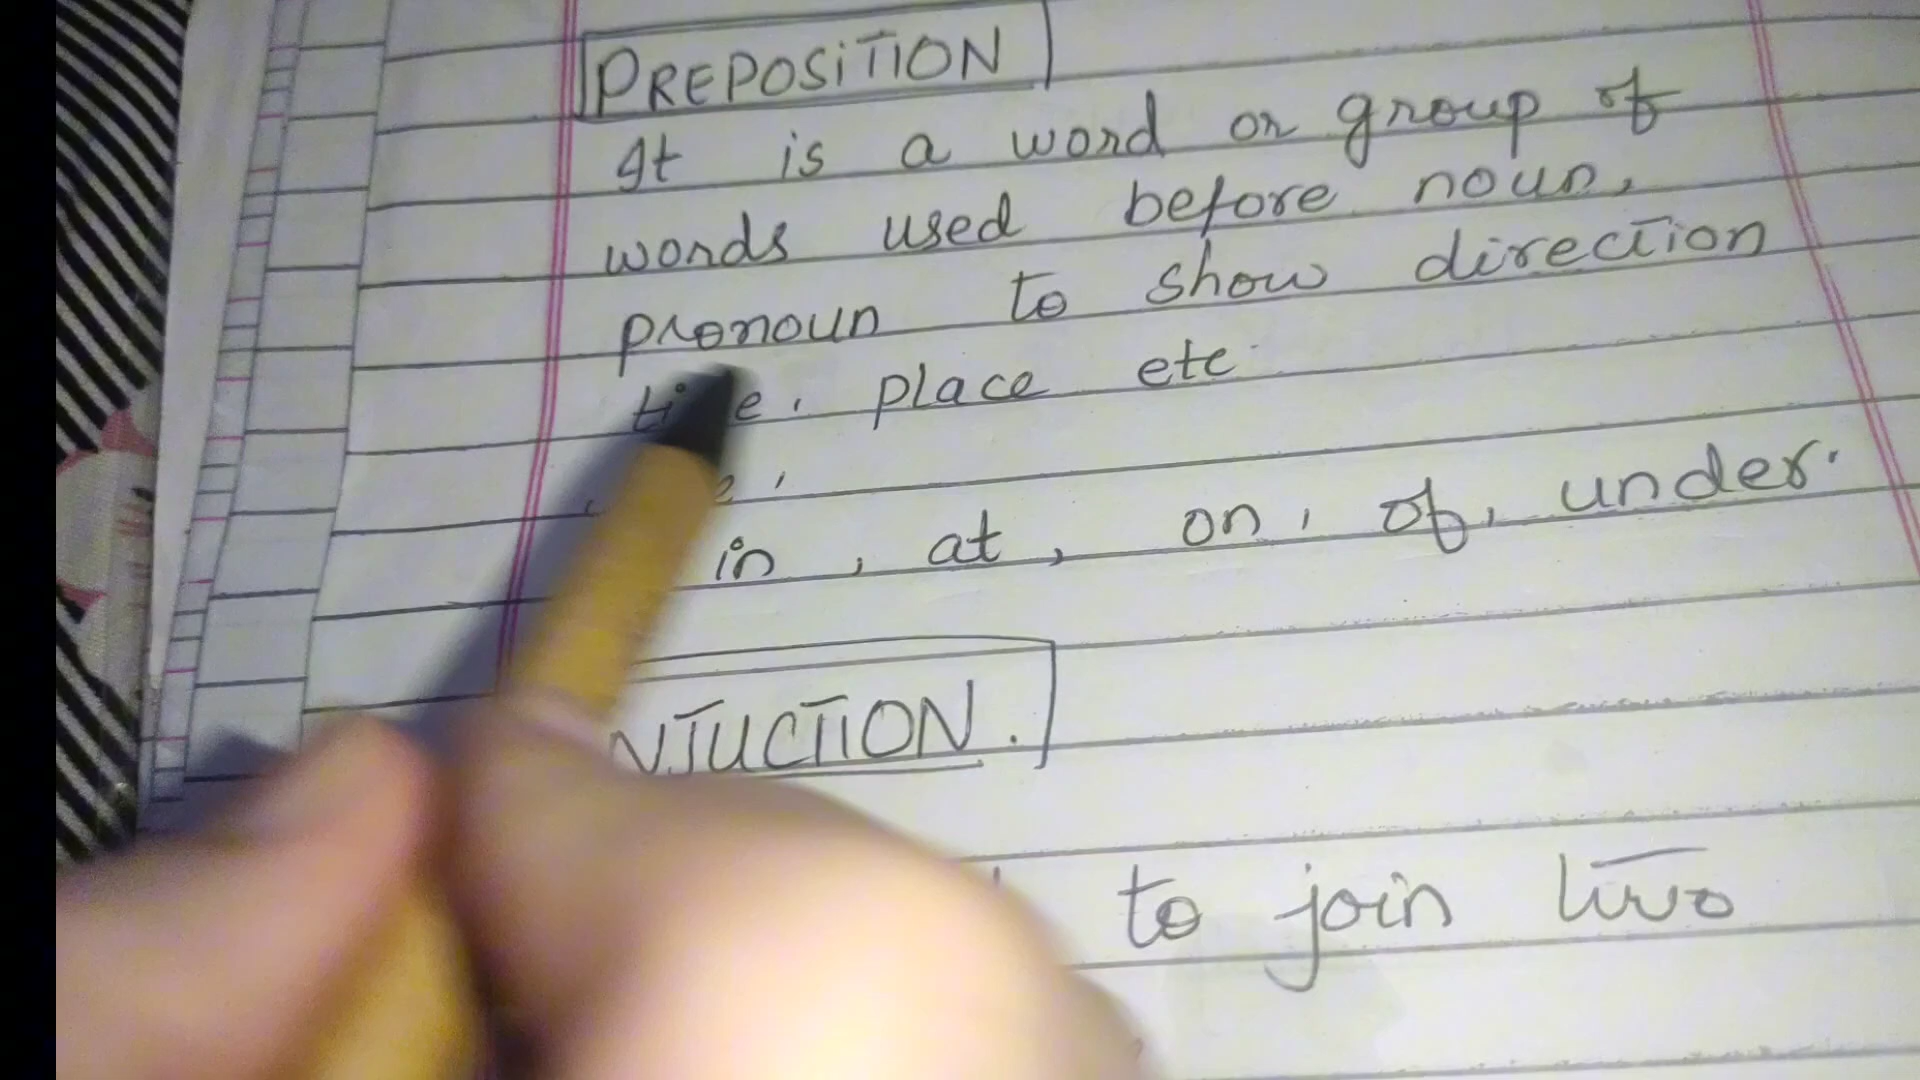 PREPOSITION
It is a word or group of
words used before noun,
pronoun to show direction
time, place etc
in, at, on, of, under.
NJUCTION.
to join two